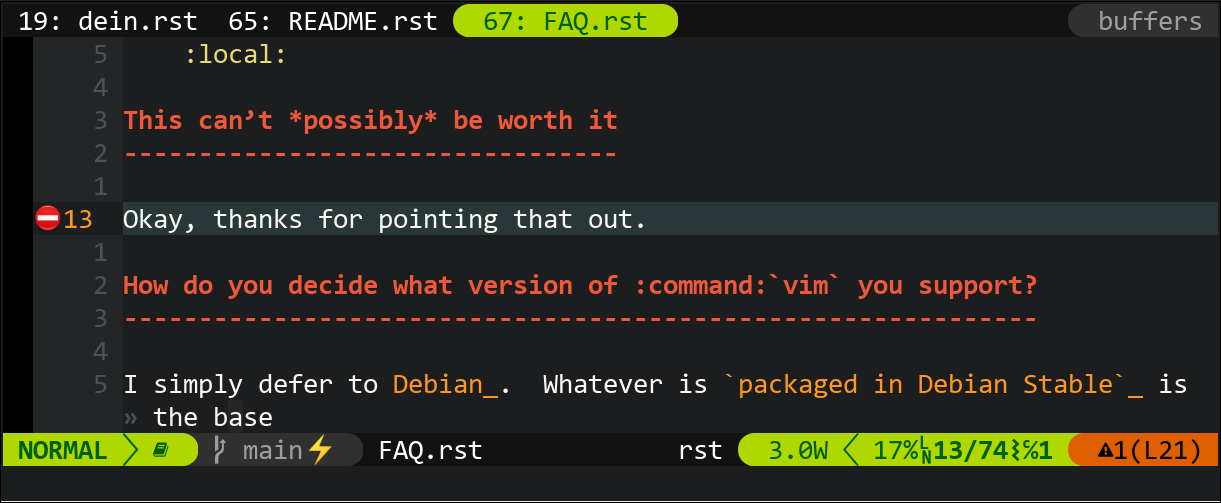 19: dein.rst 65: README.rst 67: FAQ.rst buffers
5 :local:
4
3 This can’t *possibly* be worth it
2 ---------------------------------
1
13 Okay, thanks for pointing that out.
1
2 How do you decide what version of :command:`vim` you support?
3 -------------------------------------------------------------
4
5 I simply defer to Debian_.  Whatever is `packaged in Debian Stable`_ is
» the base
NORMAL main⚡ FAQ.rst rst 3.0W 17%␤13/74⌇℅1 ⚠1(L21)